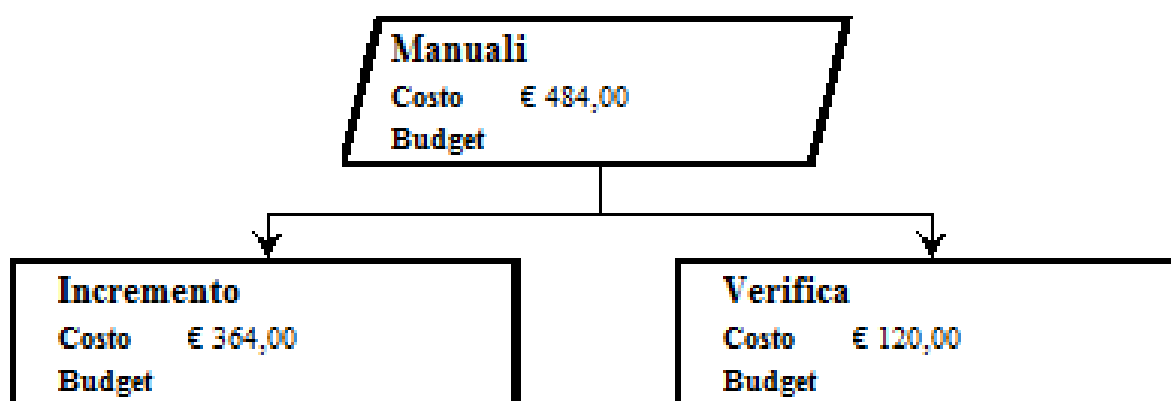 Manuali
Costo € 484,00
Budget
Incremento
Costo € 364,00
Budget
Verifica
Costo € 120,00
Budget